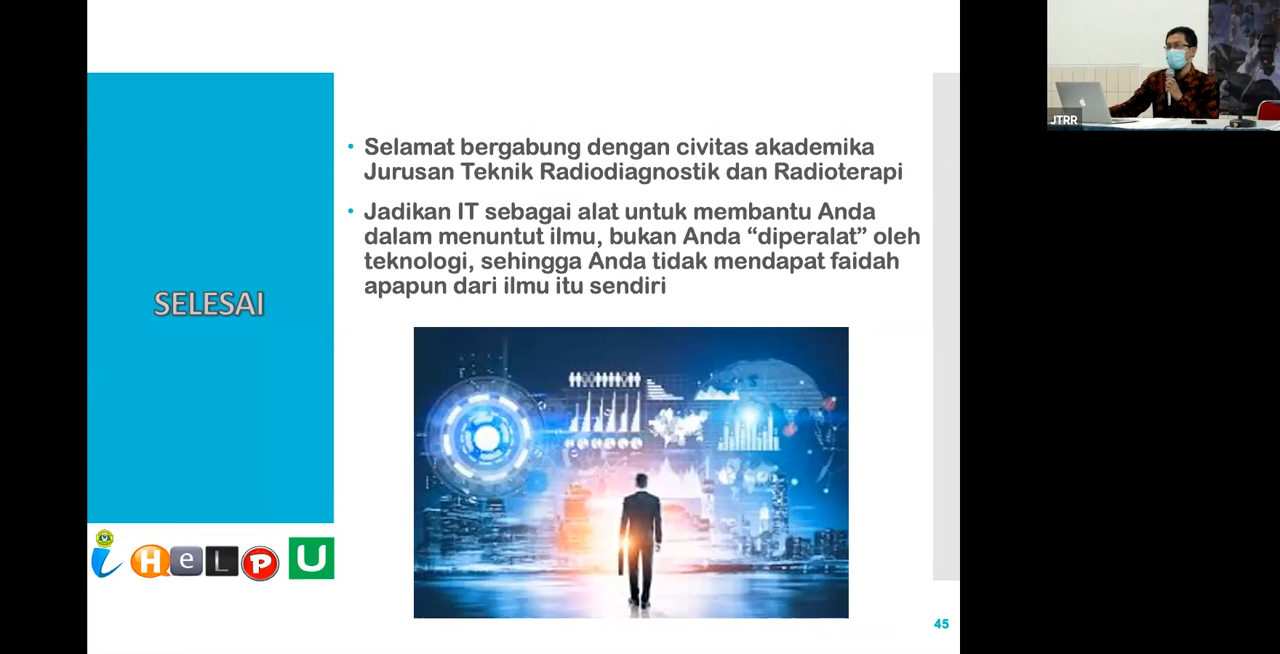 SELESAI
• Selamat bergabung dengan civitas akademika
Jurusan Teknik Radiodiagnostik dan Radioterapi
• Jadikan IT sebagai alat untuk membantu Anda
dalam menuntut ilmu, bukan Anda “diperalat” oleh
teknologi, sehingga Anda tidak mendapat faidah
apapun dari ilmu itu sendiri
i HeLP U
45
JTRR